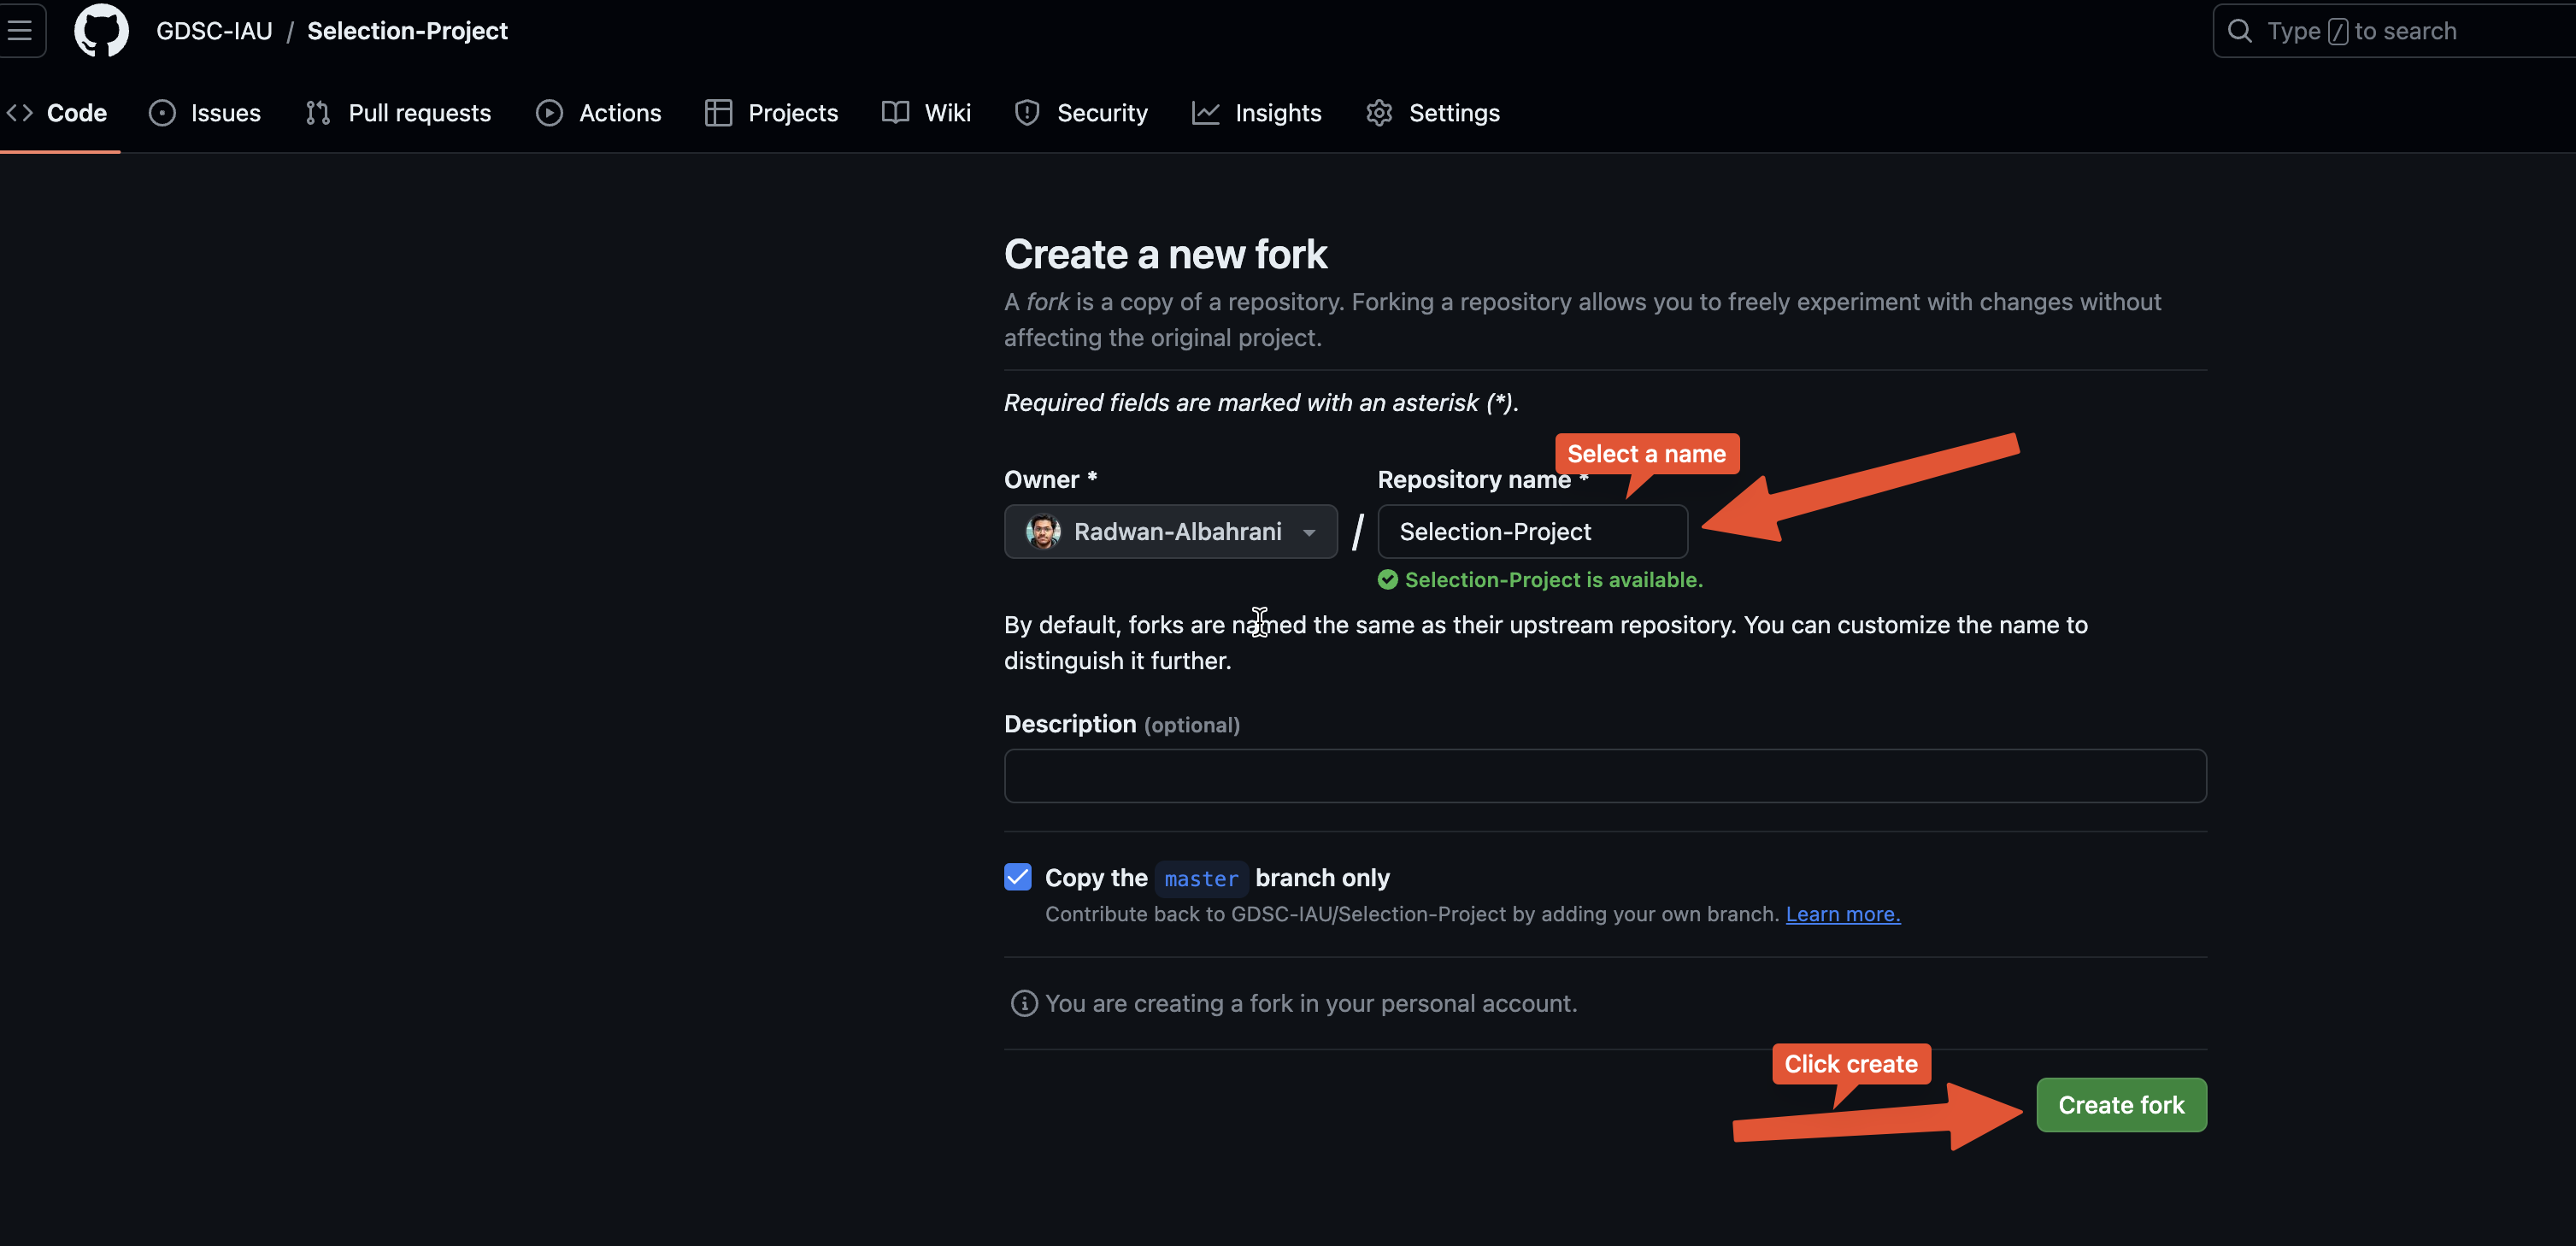 GDSC-IAU / Selection-Project
Type / to search
Code Issues Pull requests Actions Projects Wiki Security Insights Settings
Create a new fork
A fork is a copy of a repository. Forking a repository allows you to freely experiment with changes without
affecting the original project.
Required fields are marked with an asterisk (*).
Select a name
Owner * Repository name *
Radwan-Albahrani / Selection-Project
Selection-Project is available.
By default, forks are named the same as their upstream repository. You can customize the name to
distinguish it further.
Description (optional)
Copy the master branch only
Contribute back to GDSC-IAU/Selection-Project by adding your own branch. Learn more.
You are creating a fork in your personal account.
Click create
Create fork